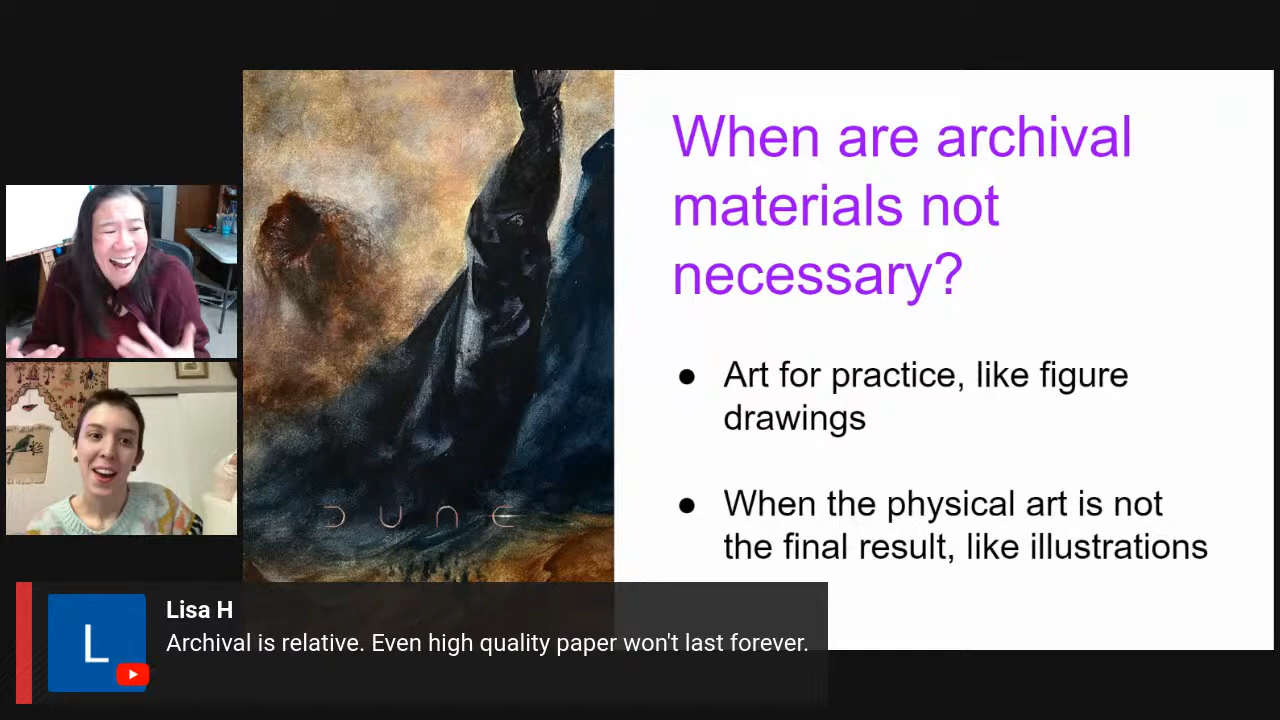 When are archival
materials not
necessary?
● Art for practice, like figure
drawings
● When the physical art is not
the final result, like illustrations
DUNE
Lisa H
L
Archival is relative. Even high quality paper won't last forever.